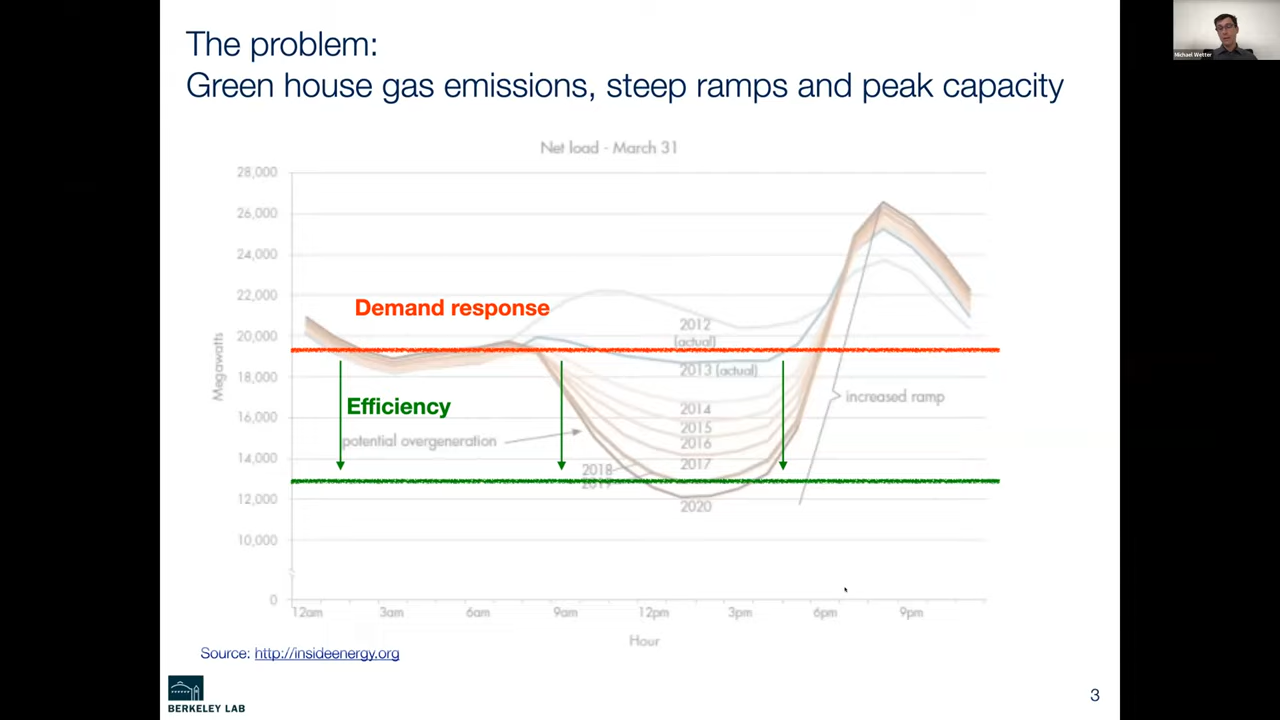 The problem:
Green house gas emissions, steep ramps and peak capacity
Michael Wetter
Net load - March 31
28,000
26,000
24,000
22,000
20,000
18,000
16,000
14,000
12,000
10,000
0
Megawatts
Demand response
Efficiency
potential overgeneration
increased ramp
2012
(actual)
2013 (actual)
2014
2015
2016
2017
2018
2019
2020
12am
3am
6am
9am
12pm
3pm
6pm
9pm
Hour
Source: http://insideenergy.org
BERKELEY LAB
3